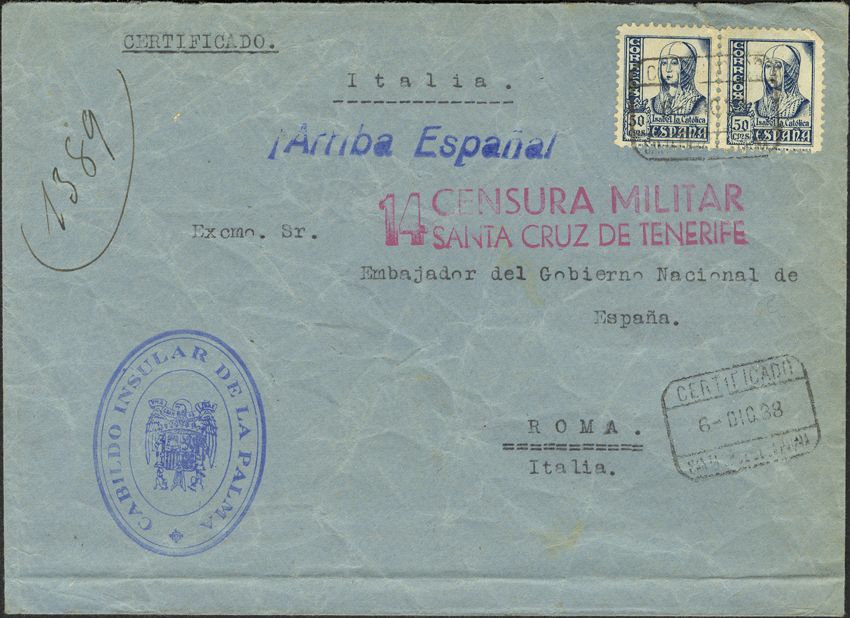 CERTIFICADO.
Italia.
CORREOS
50 cts
Isabel la Católica
ESPAÑA
CORREOS
50 cts
Isabel la Católica
ESPAÑA
¡Arriba España!
1389
14 CENSURA MILITAR
SANTA CRUZ DE TENERIFE
Excmo. Sr.
Embajador del Gobierno Nacional de
España.
CABILDO INSULAR DE LA PALMA
CERTIFICADO
6-DIC.38
ROMA.
Italia.